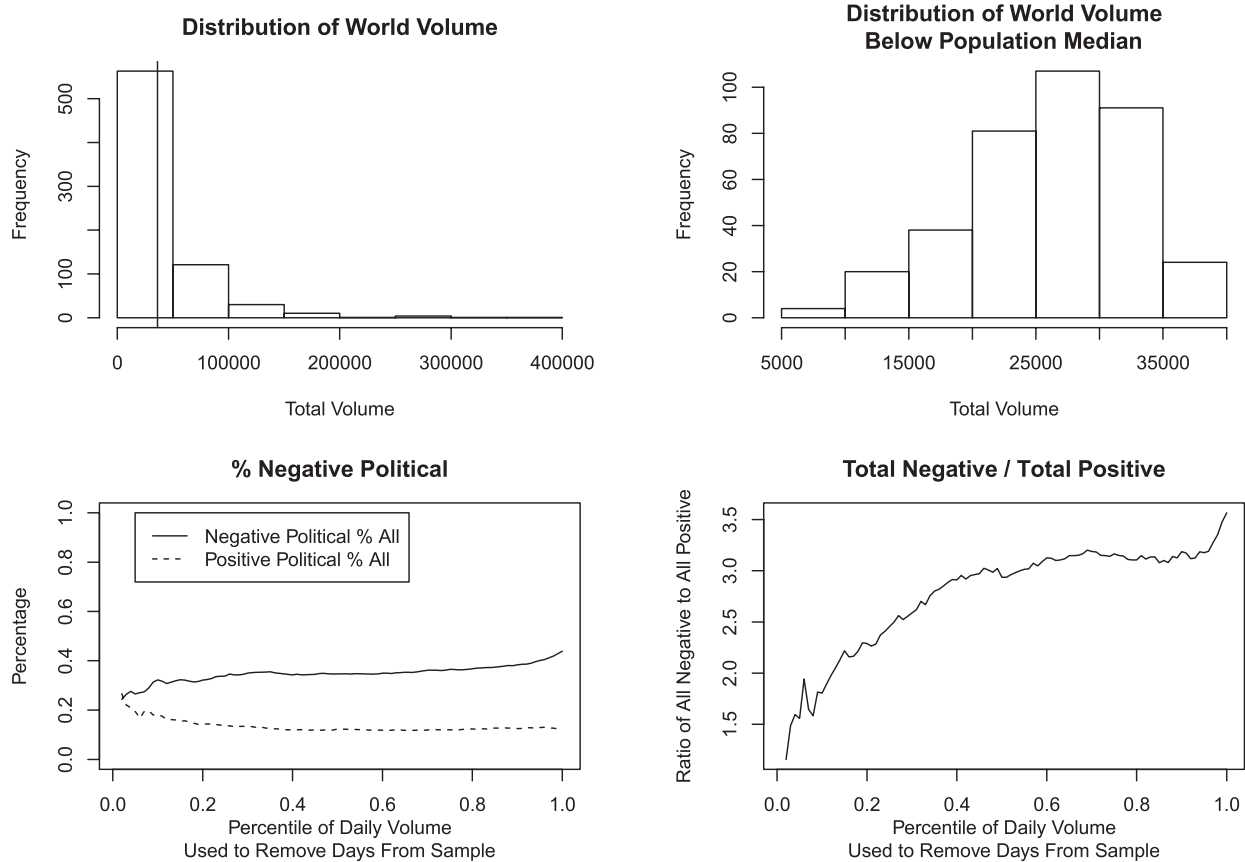 Distribution of World Volume
Frequency
0
100
300
500
0
100000
200000
300000
400000
Total Volume
Distribution of World Volume
Below Population Median
Frequency
0
20
40
60
80
100
5000
15000
25000
35000
Total Volume
% Negative Political
Percentage
0.0
0.2
0.4
0.6
0.8
1.0
Negative Political % All
Positive Political % All
0.0
0.2
0.4
0.6
0.8
1.0
Percentile of Daily Volume
Used to Remove Days From Sample
Total Negative / Total Positive
Ratio of All Negative to All Positive
1.5
2.0
2.5
3.0
3.5
0.0
0.2
0.4
0.6
0.8
1.0
Percentile of Daily Volume
Used to Remove Days From Sample